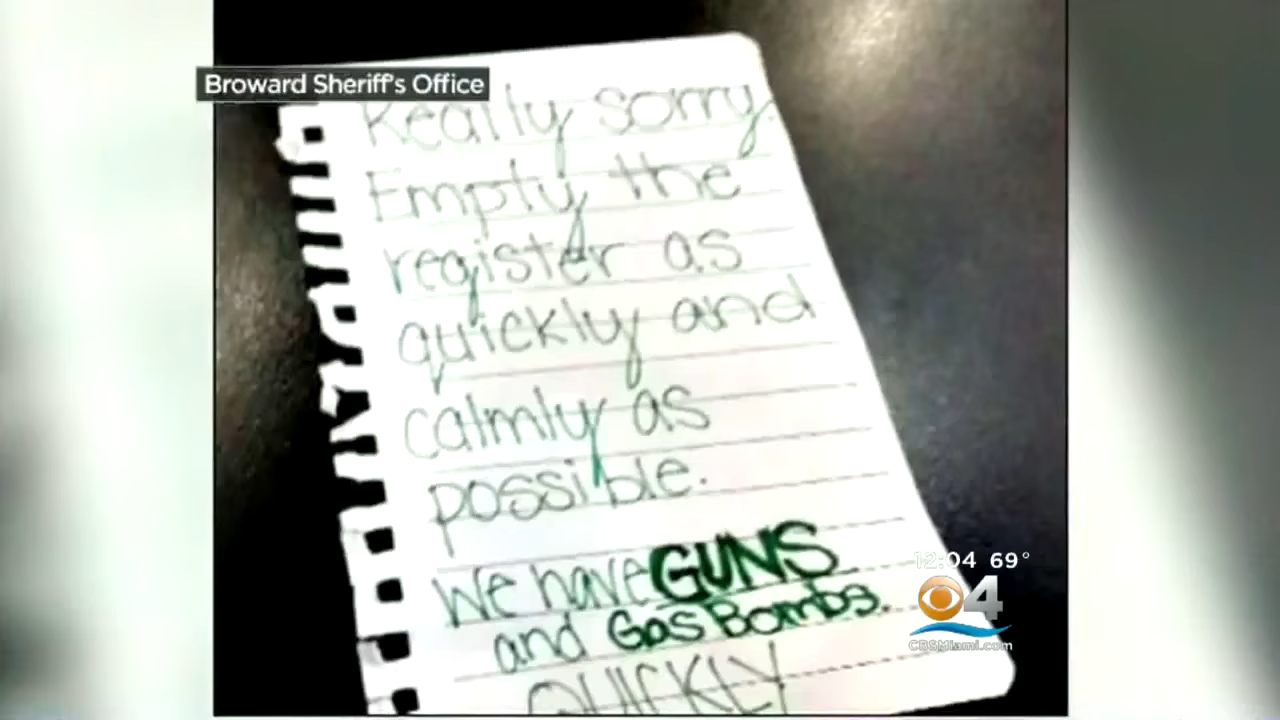 Broward Sheriff's Office
Really sorry.
Empty the
register as
quickly and
calmly as
possible.
We have GUNS
and Gas Bombs.
QUICKLY
12:04 69°
4
CBSMiami.com